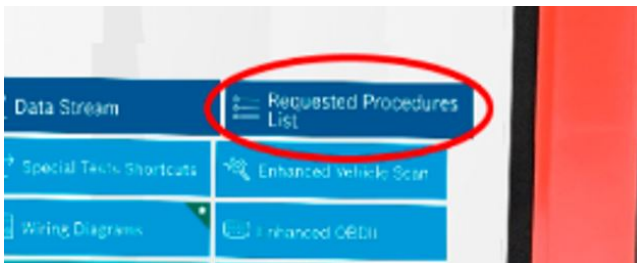 Data Stream
Requested Procedures
List
Special Tests Shortcuts
Enhanced Vehicle Scan
Wiring Diagrams
Enhanced OBDII